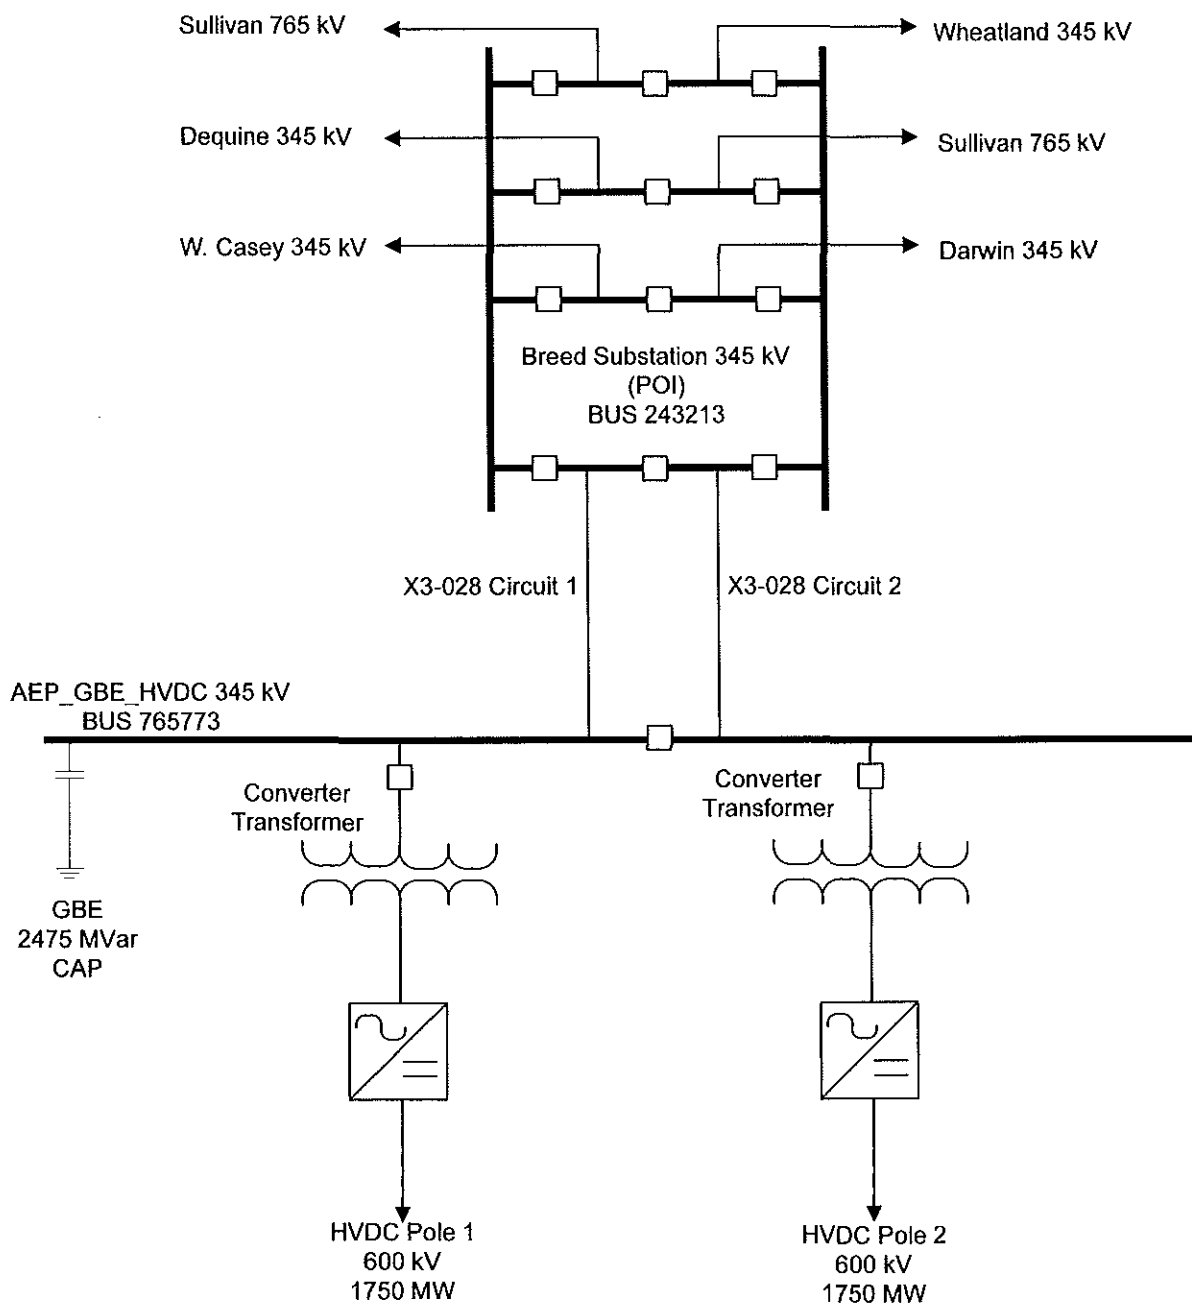 Sullivan 765 kV
Wheatland 345 kV
Dequine 345 kV
Sullivan 765 kV
W. Casey 345 kV
Darwin 345 kV
Breed Substation 345 kV
(POI)
BUS 243213
X3-028 Circuit 1
X3-028 Circuit 2
AEP_GBE_HVDC 345 kV
BUS 765773
Converter
Transformer
Converter
Transformer
GBE
2475 MVar
CAP
HVDC Pole 1
600 kV
1750 MW
HVDC Pole 2
600 kV
1750 MW